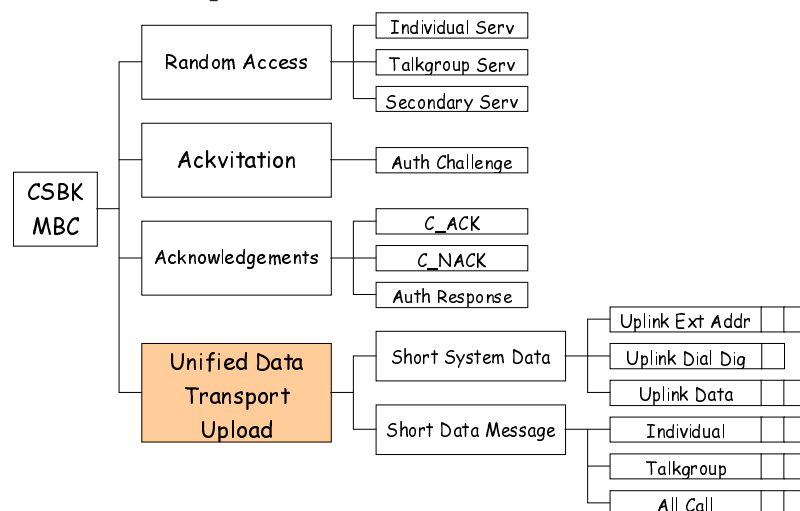 Individual Serv
Random Access
Talkgroup Serv
Secondary Serv
Ackvitation
Auth Challenge
CSBK
MBC
C_ACK
Acknowledgements
C_NACK
Auth Response
Unified Data
Transport
Upload
Short System Data
Uplink Ext Addr
Uplink Dial Dig
Uplink Data
Short Data Message
Individual
Talkgroup
All Call